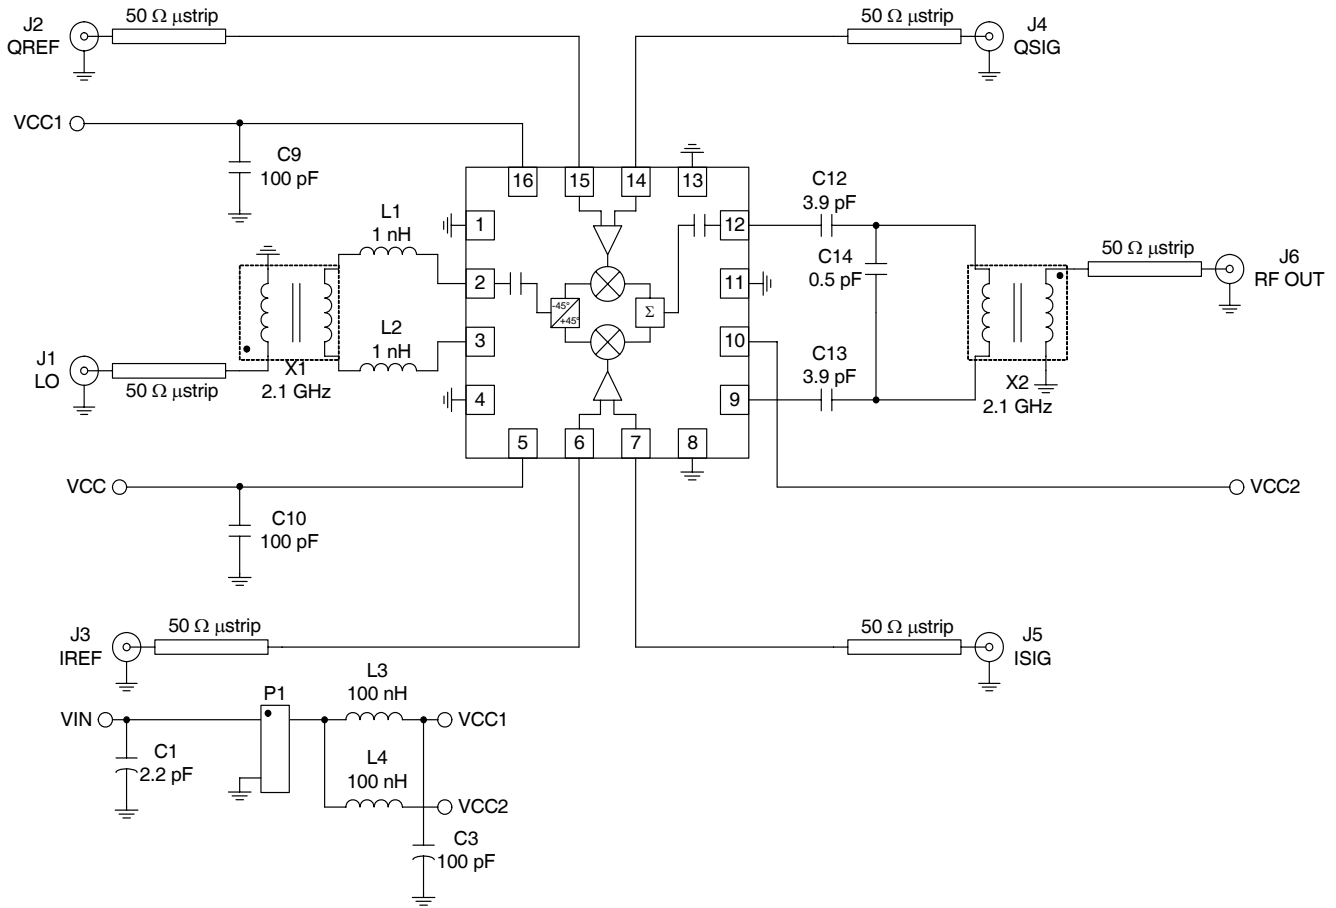 J2
QREF
50 Ω μstrip
50 Ω μstrip
J4
QSIG
VCC1
C9
100 pF
16
15
14
13
1
2
3
4
5
6
7
8
12
11
10
9
-45°
+45°
Σ
L1
1 nH
L2
1 nH
X1
2.1 GHz
J1
LO
50 Ω μstrip
C12
3.9 pF
C14
0.5 pF
C13
3.9 pF
X2
2.1 GHz
50 Ω μstrip
J6
RF OUT
VCC
C10
100 pF
VCC2
J3
IREF
50 Ω μstrip
50 Ω μstrip
J5
ISIG
VIN
C1
2.2 pF
P1
L3
100 nH
VCC1
L4
100 nH
VCC2
C3
100 pF